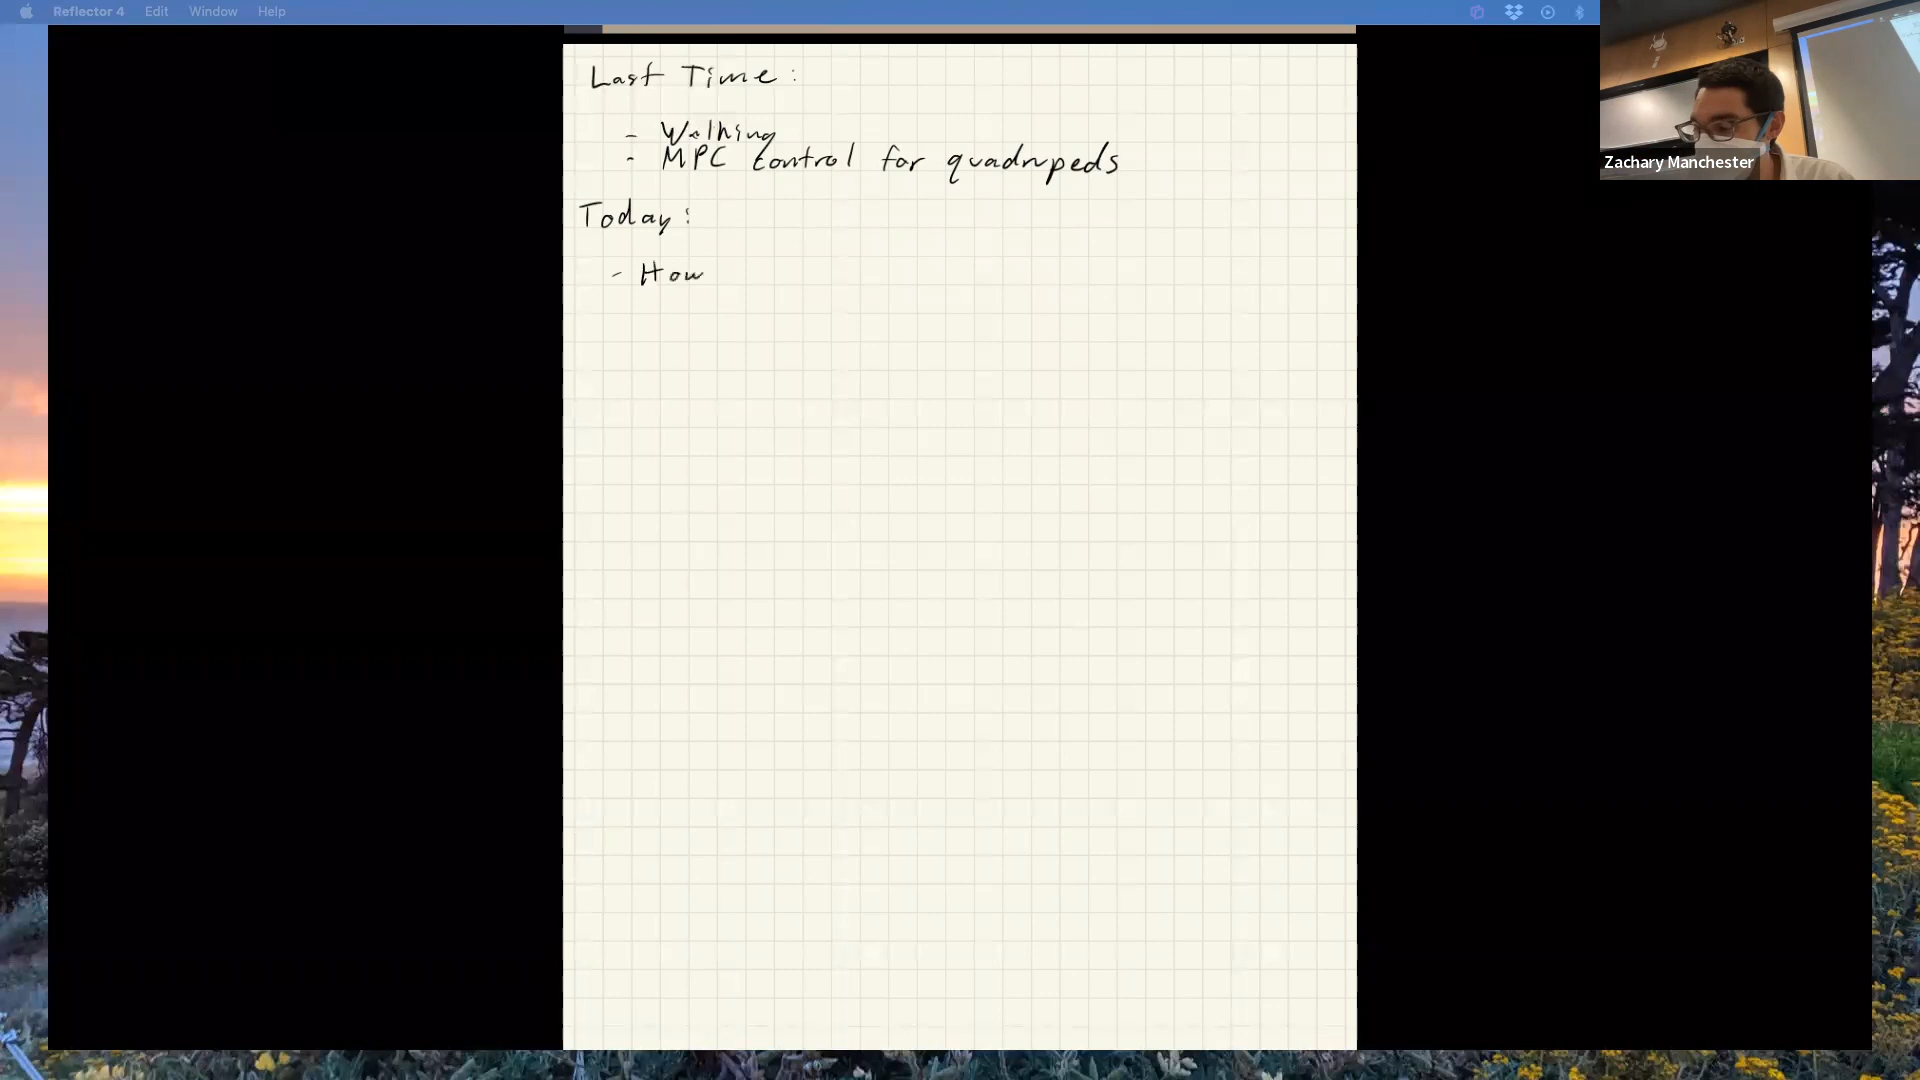 Reflector 4 Edit Window Help
Last Time:
- Walking
- MPC control for quadrupeds
Today:
- How
Zachary Manchester